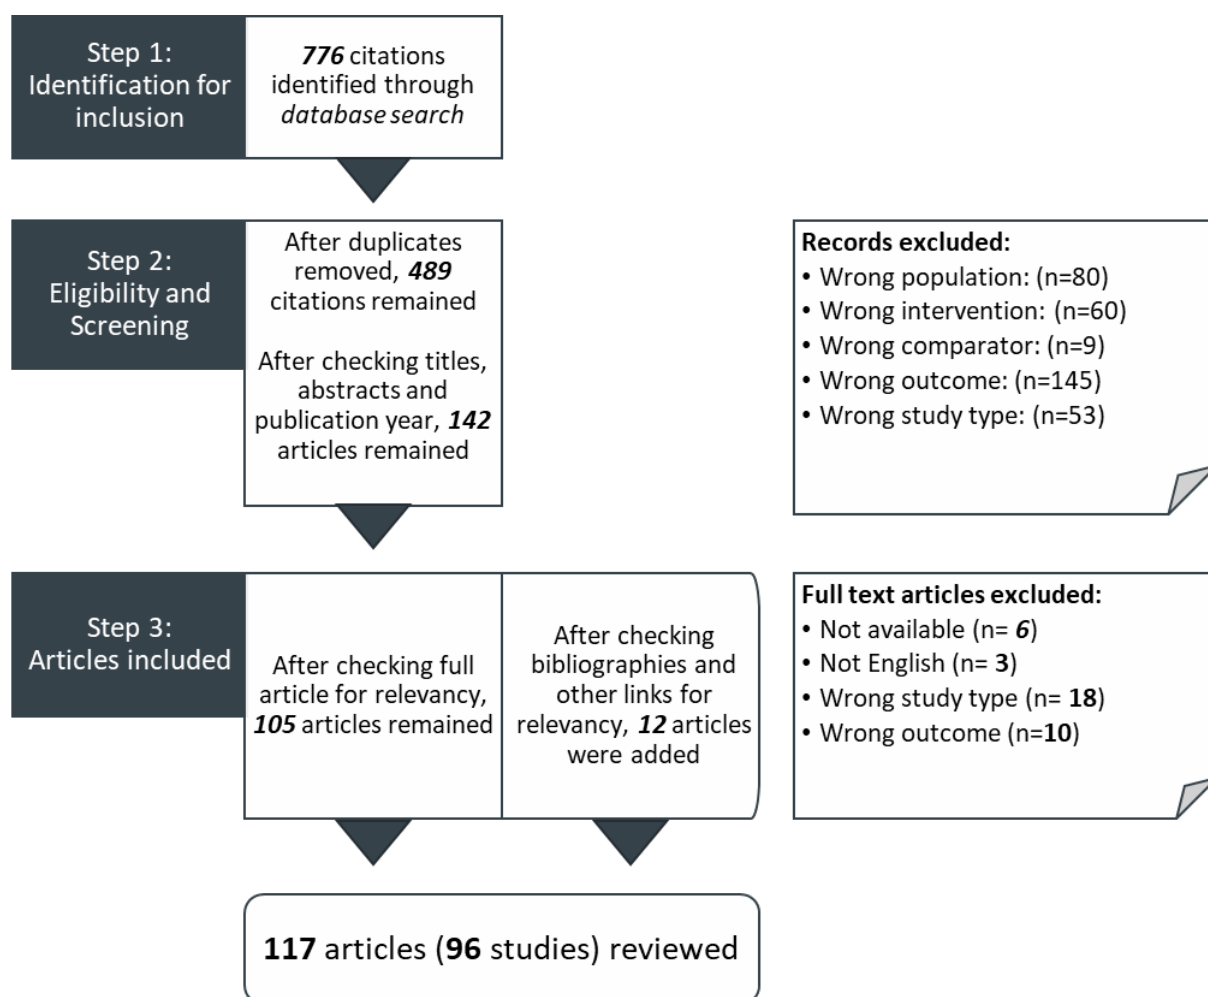 Step 1:
Identification for
inclusion
776 citations
identified through
database search
Step 2:
Eligibility and
Screening
After duplicates
removed, 489
citations remained
After checking titles,
abstracts and
publication year, 142
articles remained
Records excluded:
• Wrong population: (n=80)
• Wrong intervention: (n=60)
• Wrong comparator: (n=9)
• Wrong outcome: (n=145)
• Wrong study type: (n=53)
Step 3:
Articles included
After checking full
article for relevancy,
105 articles remained
After checking
bibliographies and
other links for
relevancy, 12 articles
were added
Full text articles excluded:
• Not available (n= 6)
• Not English (n= 3)
• Wrong study type (n= 18)
• Wrong outcome (n=10)
117 articles (96 studies) reviewed